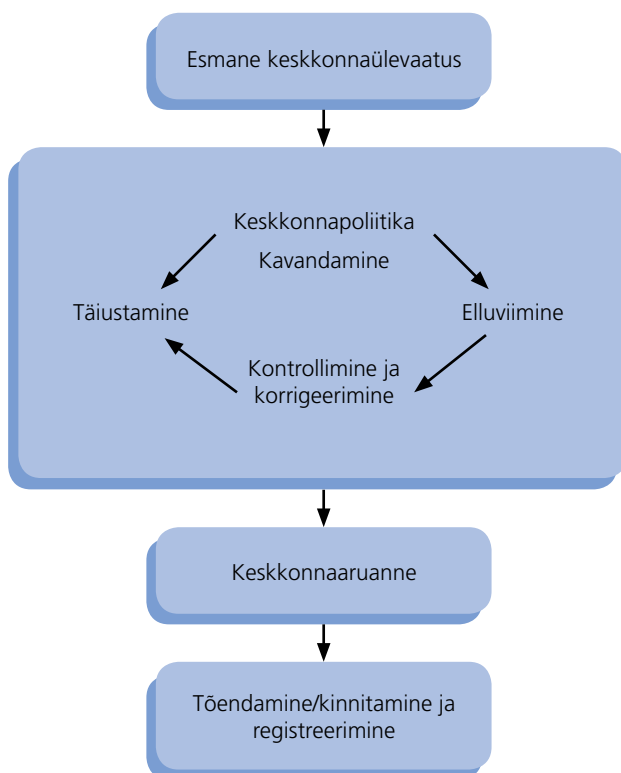 Esmane keskkonnaülevaatus
Keskkonnapoliitika
Kavandamine
Täiustamine
Elluviimine
Kontrollimine ja
korrigeerimine
Keskkonnaaruanne
Tõendamine/kinnitamine ja
registreerimine